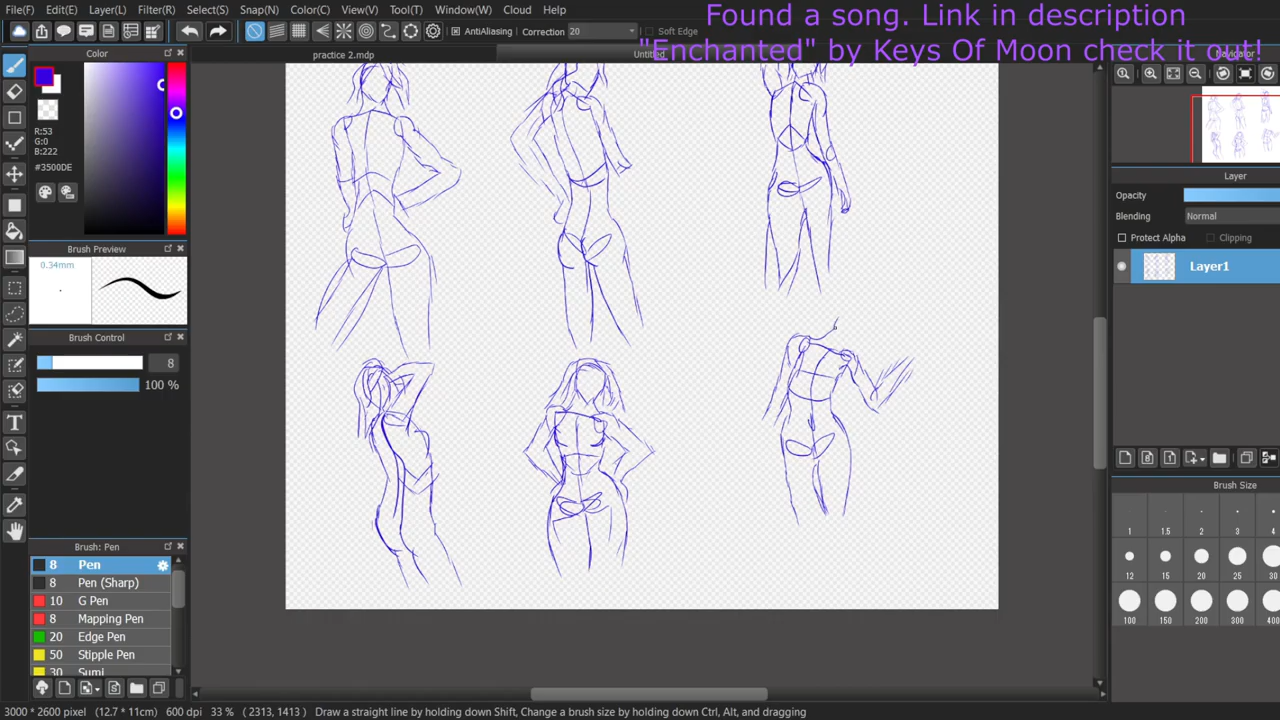 File(F) Edit(E) Layer(L) Filter(R) Select(S) Snap(N) Color(C) View(V) Tool(T) Window(W) Cloud Help
Found a song. Link in description
"Enchanted" by Keys Of Moon check it out!
AntiAliasing Correction 20 Soft Edge
Color
practice 2.mdp
Untitled
Navigator
R:53
G:0
B:222
#3500DE
Brush Preview
0.34mm
Brush Control
8
100 %
Layer
Opacity
Blending Normal
Protect Alpha Clipping
Layer1
Brush Size
1 1.5 2 3 4
12 15 20 25 30
100 150 200 300 400
Brush: Pen
8 Pen
8 Pen (Sharp)
10 G Pen
8 Mapping Pen
20 Edge Pen
50 Stipple Pen
30 Sumi
3000 * 2600 pixel (12.7 * 11cm) 600 dpi 33 % ( 2313, 1413 ) Draw a straight line by holding down Shift, Change a brush size by holding down Ctrl, Alt, and dragging